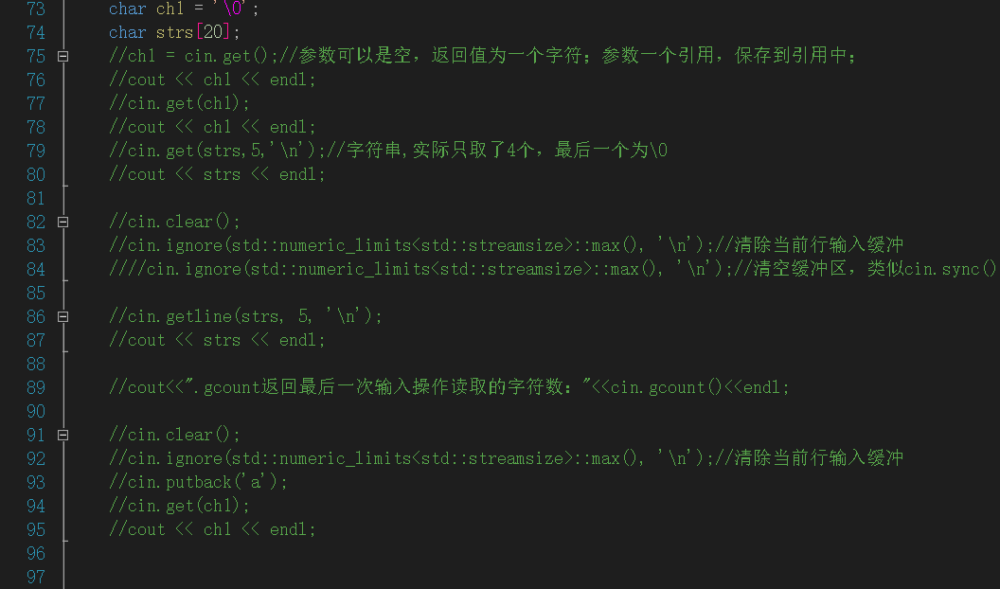 73 char ch1 = '\0';
74 char strs[20];
75 //ch1 = cin.get();//参数可以是空，返回值为一个字符；参数一个引用，保存到引用中；
76 //cout << ch1 << endl;
77 //cin.get(ch1);
78 //cout << ch1 << endl;
79 //cin.get(strs,5,'\n');//字符串,实际只取了4个，最后一个为\0
80 //cout << strs << endl;
81
82 //cin.clear();
83 //cin.ignore(std::numeric_limits<std::streamsize>::max(), '\n');//清除当前行输入缓冲
84 ////cin.ignore(std::numeric_limits<std::streamsize>::max(), '\n');//清空缓冲区，类似cin.sync()
85
86 //cin.getline(strs, 5, '\n');
87 //cout << strs << endl;
88
89 //cout<<".gcount返回最后一次输入操作读取的字符数："<<cin.gcount()<<endl;
90
91 //cin.clear();
92 //cin.ignore(std::numeric_limits<std::streamsize>::max(), '\n');//清除当前行输入缓冲
93 //cin.putback('a');
94 //cin.get(ch1);
95 //cout << ch1 << endl;
96
97